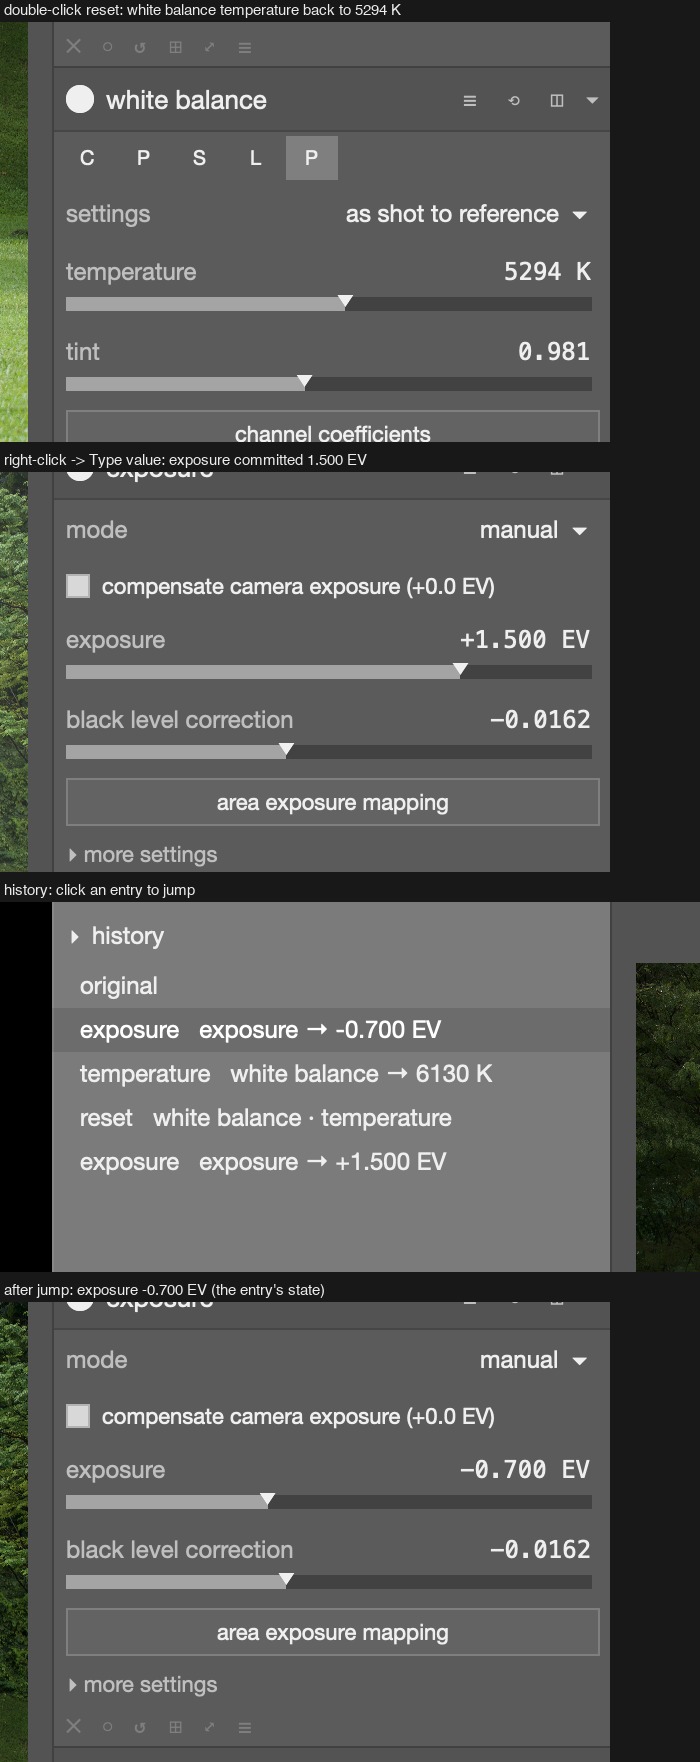 double-click reset: white balance temperature back to 5294 K
white balance
C P S L P
settings as shot to reference
temperature 5294 K
tint 0.981
channel coefficients
right-click -> Type value: exposure committed 1.500 EV
exposure
mode manual
compensate camera exposure (+0.0 EV)
exposure +1.500 EV
black level correction −0.0162
area exposure mapping
more settings
history: click an entry to jump
history
original
exposure exposure → -0.700 EV
temperature white balance → 6130 K
reset white balance · temperature
exposure exposure → +1.500 EV
after jump: exposure -0.700 EV (the entry's state)
exposure
mode manual
compensate camera exposure (+0.0 EV)
exposure −0.700 EV
black level correction −0.0162
area exposure mapping
more settings